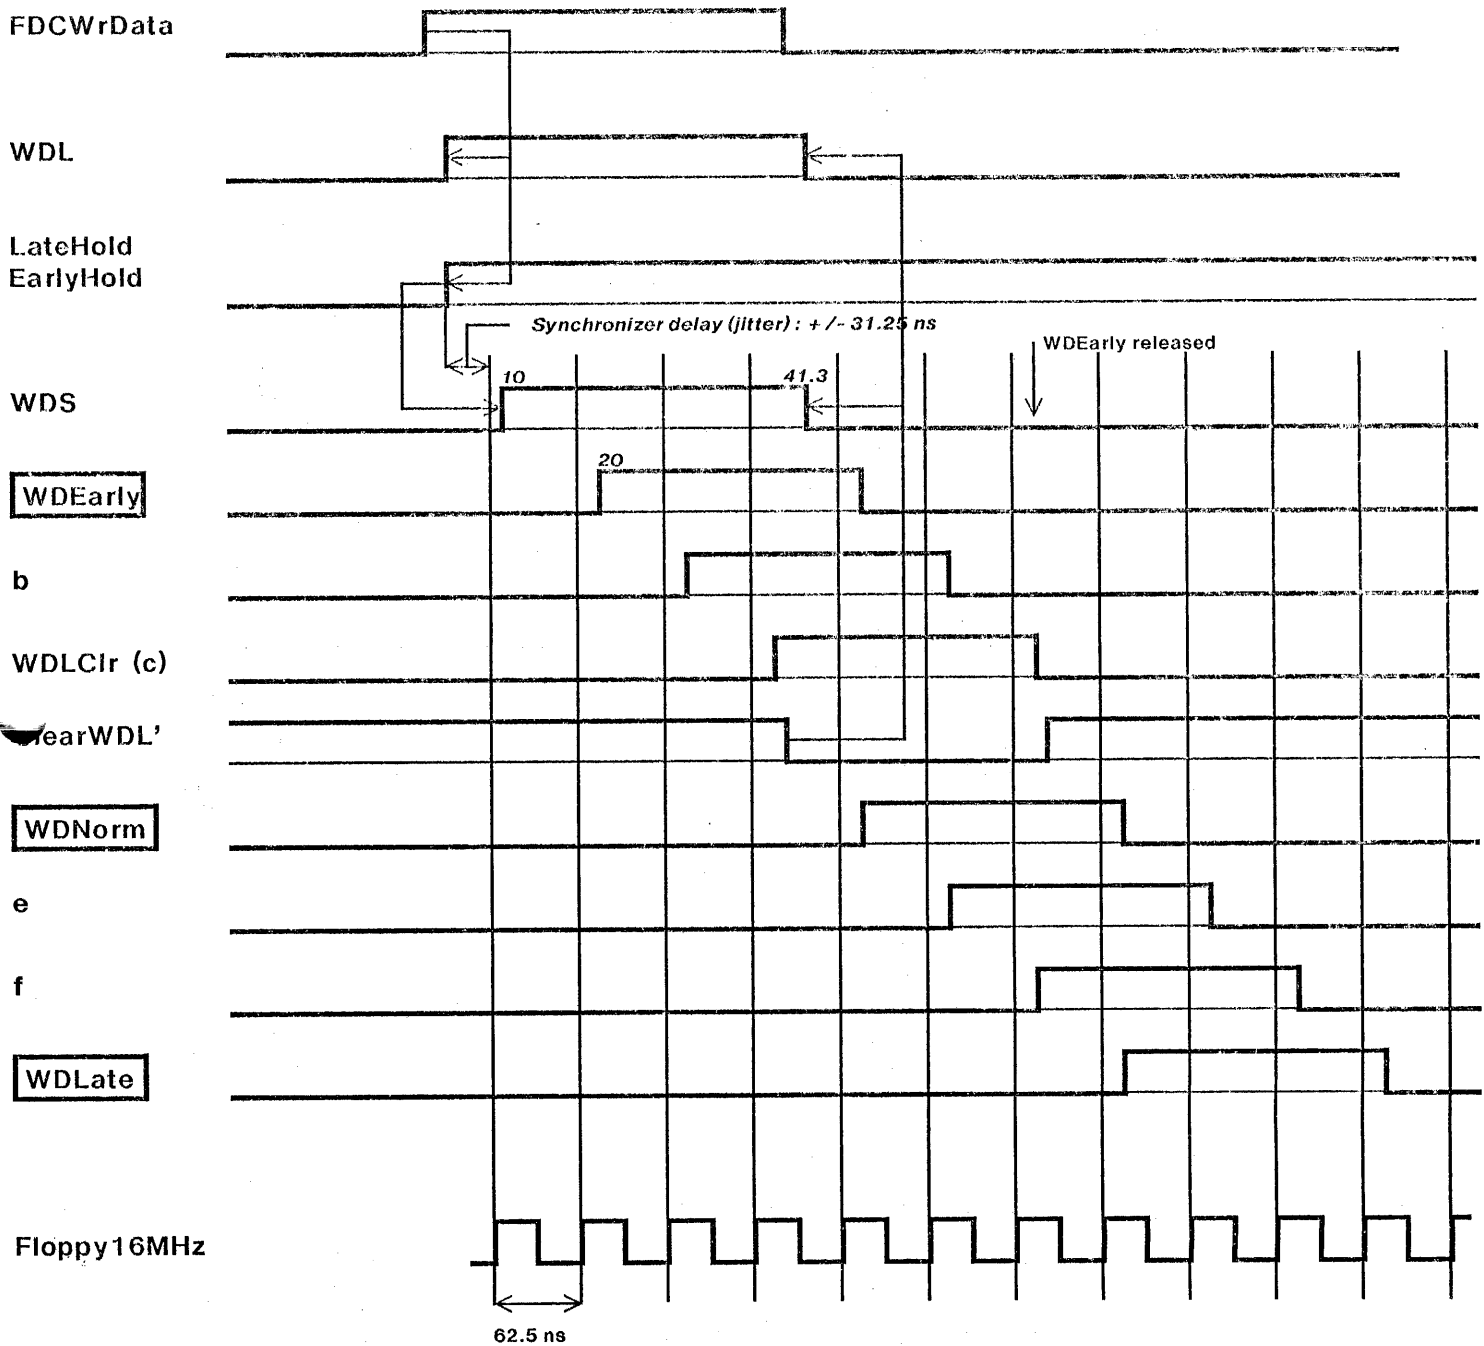 FDCWrData
WDL
LateHold
EarlyHold
Synchronizer delay (jitter) : +/- 31.25 ns
WDEarly released
WDS
10
41.3
WDEarly
20
b
WDLClr (c)
earWDL'
WDNorm
e
f
WDLate
Floppy16MHz
62.5 ns